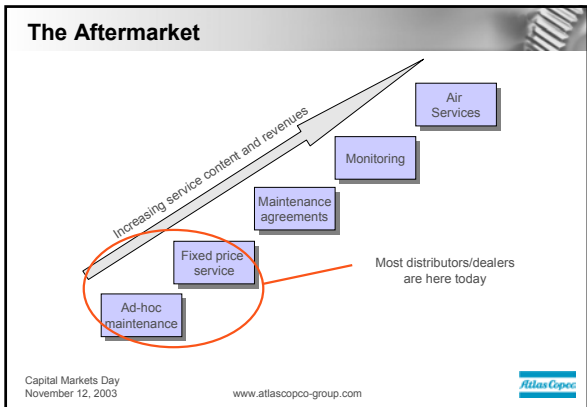 The Aftermarket
Air
Services
Increasing service content and revenues
Monitoring
Maintenance
agreements
Fixed price
service
Most distributors/dealers
are here today
Ad-hoc
maintenance
Capital Markets Day
November 12, 2003
www.atlascopco-group.com
Atlas Copco